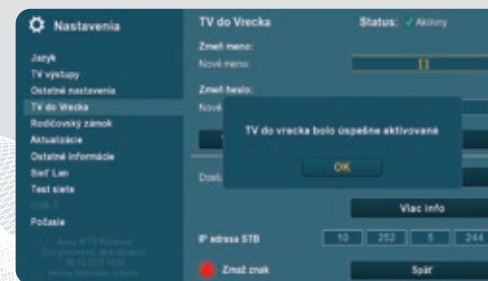 Nastavenia
Jazyk
TV výstupy
Ostatné nastavenia
TV do Vrecka
Rodičovský zámok
Aktualizácie
Ostatné informácie
Sieť Lan
Test siete
Počasie
TV do Vrecka
Status: ✓ Aktívny
Zmeň meno:
Nové meno:
[ ]
Zmeň heslo:
Nové
TV do vrecka bolo úspešne aktivované
OK
Viac info
IP adresa STB
10 252 5 244
Zmaž znak
Späť